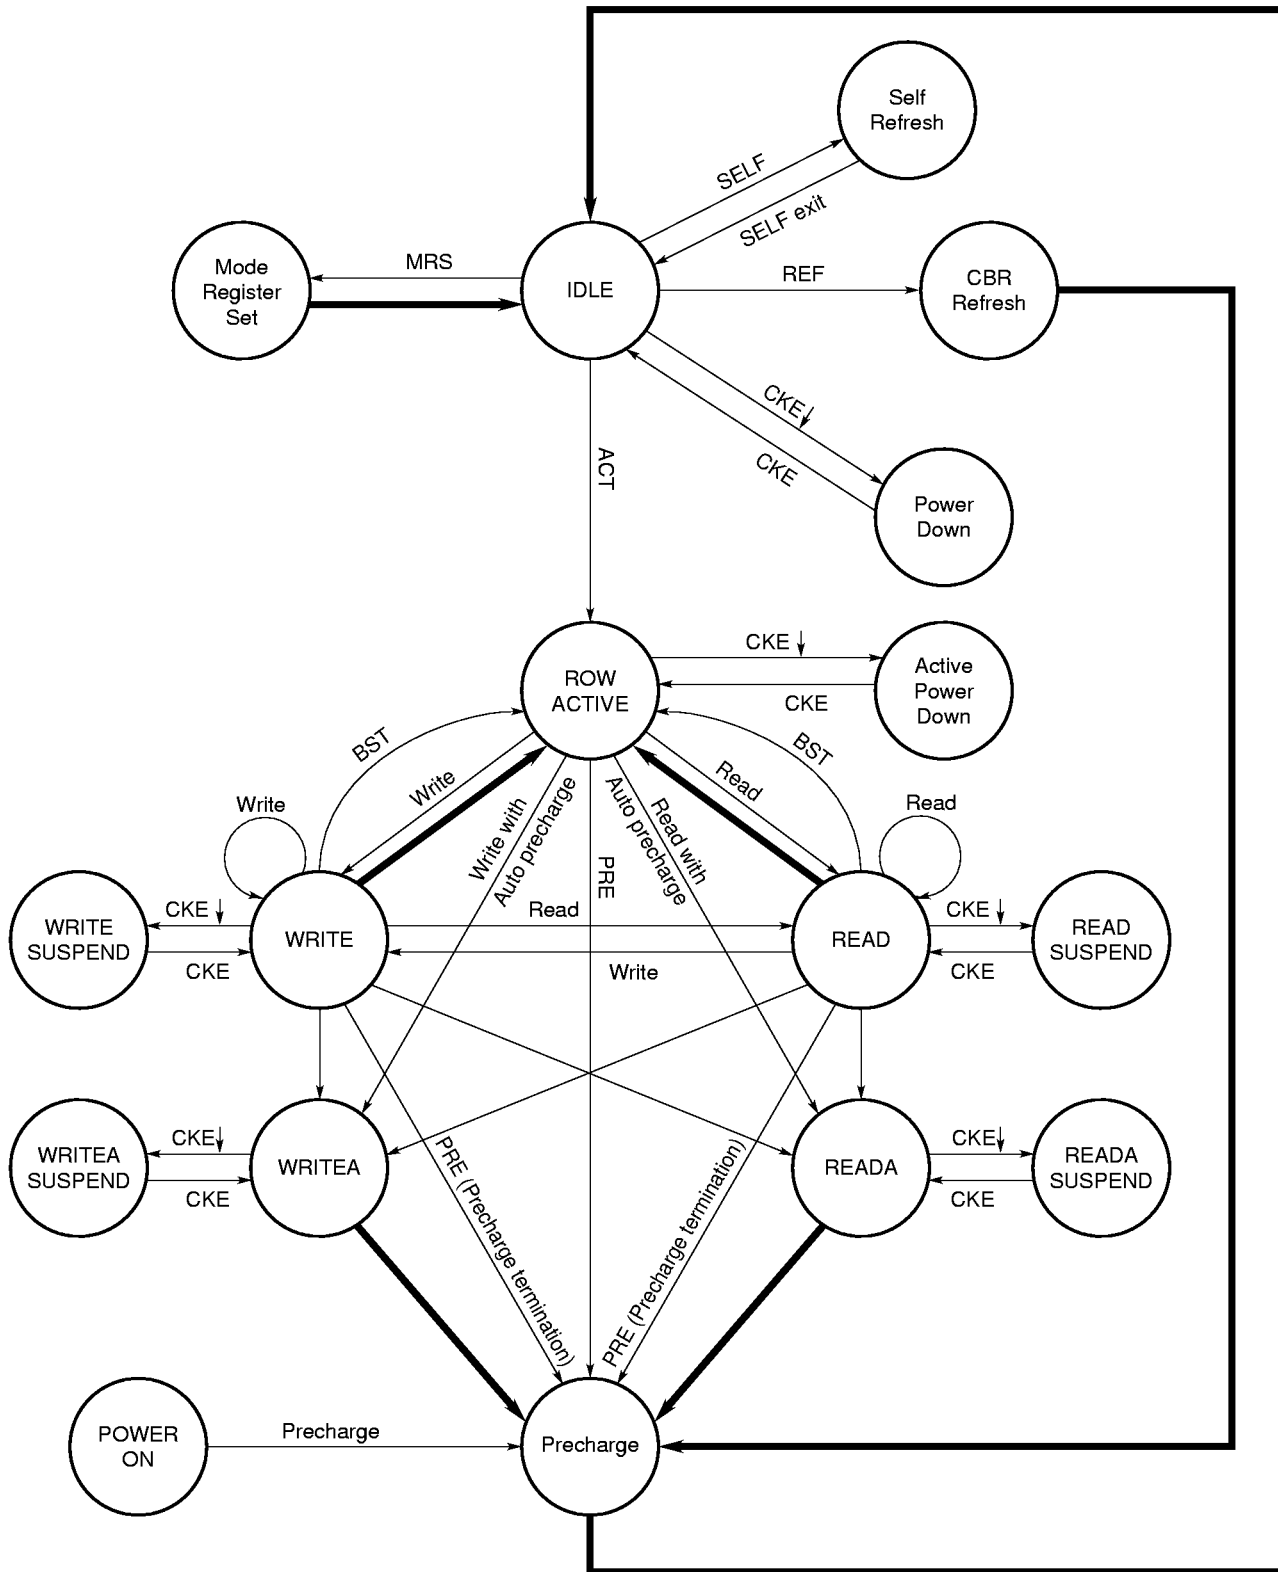 Self
Refresh
SELF
SELF exit
Mode
Register
Set
MRS
IDLE
REF
CBR
Refresh
CKE↓
CKE
ACT
Power
Down
ROW
ACTIVE
CKE ↓
CKE
Active
Power
Down
BST
Write
Write
Write with
Auto precharge
PRE
Read with
Auto precharge
Read
BST
Read
WRITE
SUSPEND
CKE ↓
CKE
WRITE
Read
Write
READ
CKE ↓
CKE
READ
SUSPEND
WRITEA
SUSPEND
CKE↓
CKE
WRITEA
PRE (Precharge termination)
PRE (Precharge termination)
READA
CKE↓
CKE
READA
SUSPEND
POWER
ON
Precharge
Precharge